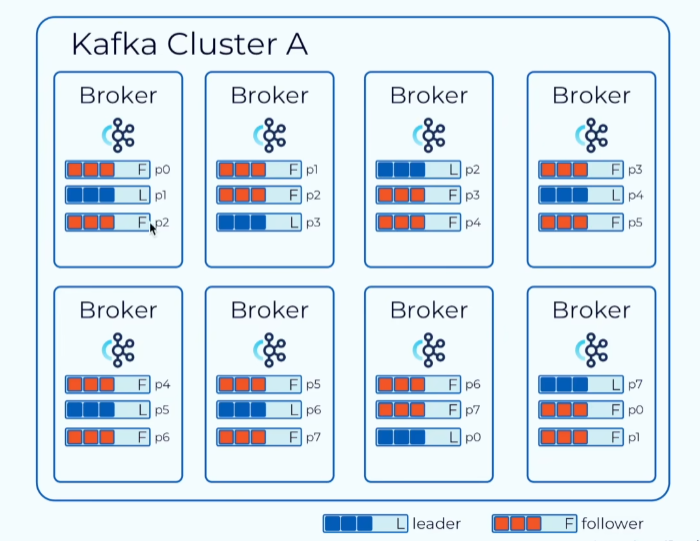 Kafka Cluster A
Broker
F p0
L p1
F p2
Broker
F p1
F p2
L p3
Broker
L p2
F p3
F p4
Broker
F p3
L p4
F p5
Broker
F p4
L p5
F p6
Broker
F p5
L p6
F p7
Broker
F p6
F p7
L p0
Broker
L p7
F p0
F p1
L leader
F follower